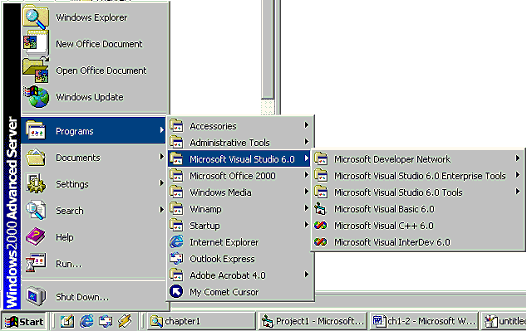 Windows Explorer
New Office Document
Open Office Document
Windows Update
Programs
Documents
Settings
Search
Help
Run...
Shut Down...
Windows2000 Advanced Server
Accessories
Administrative Tools
Microsoft Visual Studio 6.0
Microsoft Office 2000
Windows Media
Winamp
Startup
Internet Explorer
Outlook Express
Adobe Acrobat 4.0
My Comet Cursor
Microsoft Developer Network
Microsoft Visual Studio 6.0 Enterprise Tools
Microsoft Visual Studio 6.0 Tools
Microsoft Visual Basic 6.0
Microsoft Visual C++ 6.0
Microsoft Visual InterDev 6.0
Start
chapter1
Project1 - Microsof...
ch1-2 - Microsoft W...
untitle